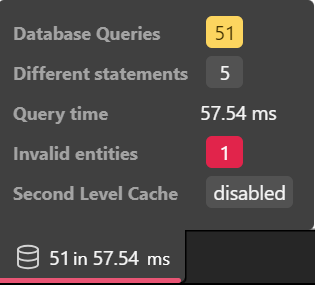 Database Queries 51
Different statements 5
Query time 57.54 ms
Invalid entities 1
Second Level Cache disabled
51 in 57.54 ms